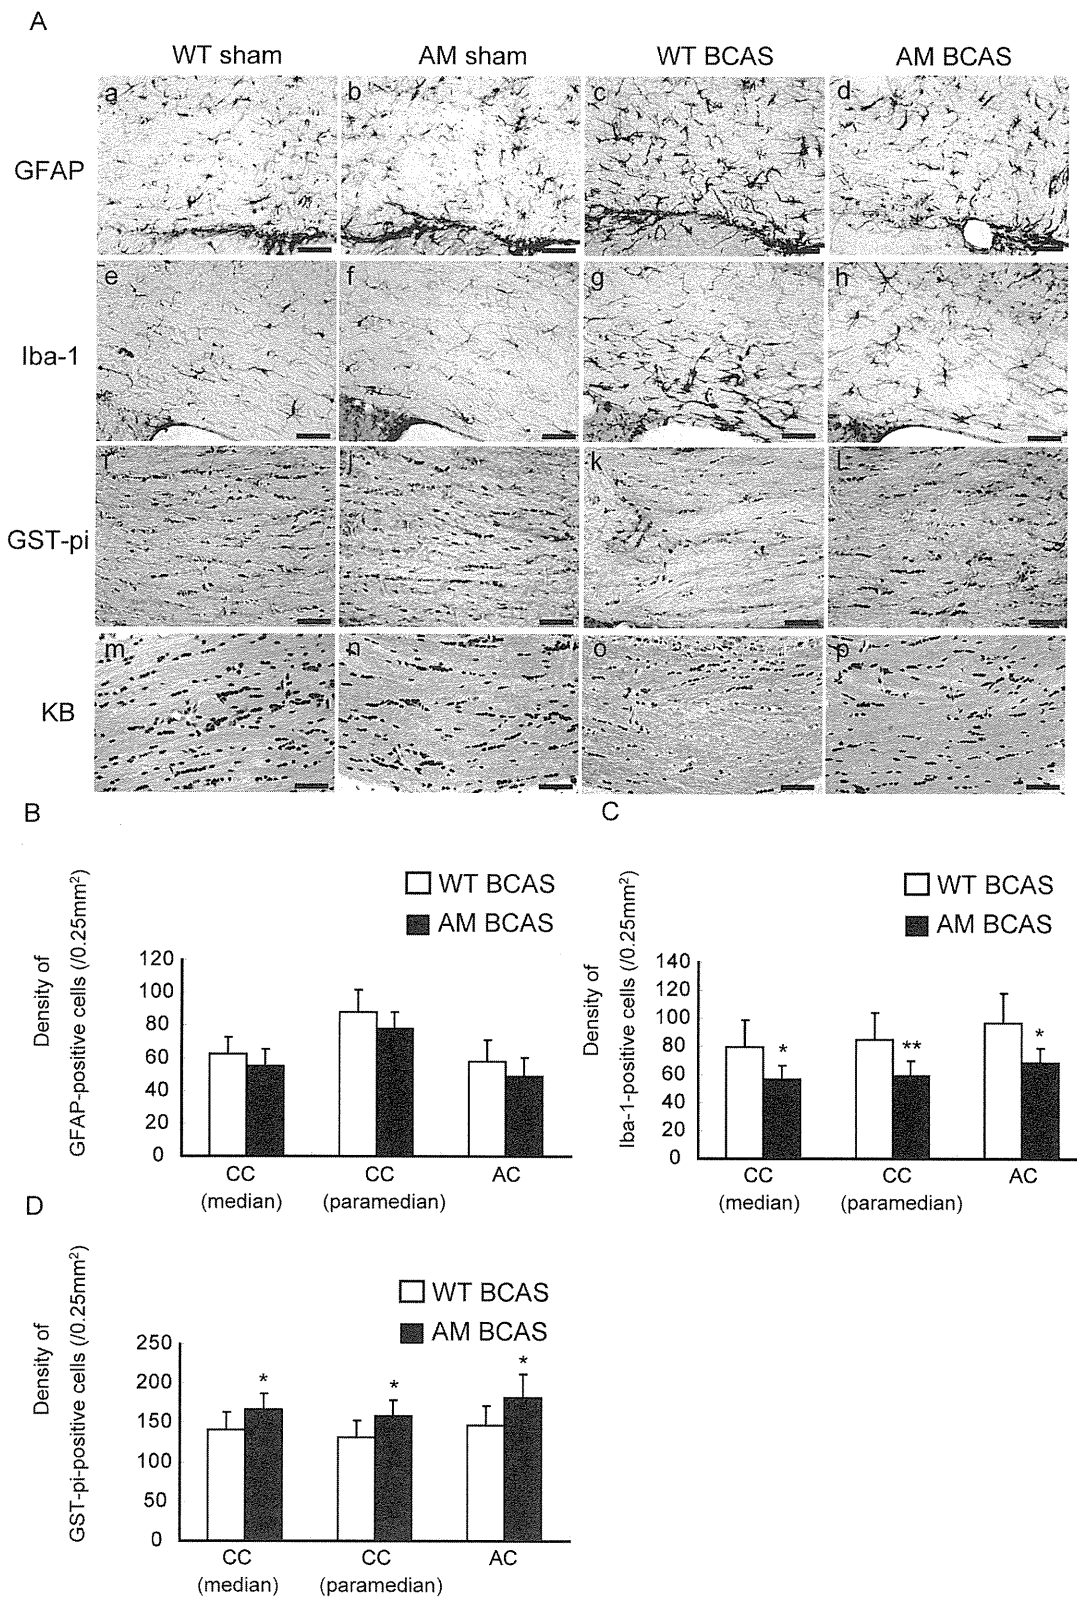 A
WT sham AM sham WT BCAS AM BCAS
GFAP
a b c d
Iba-1
e f g h
GST-pi
i j k l
KB
m n o p
B
Density of
GFAP-positive cells (/0.25mm²)
WT BCAS
AM BCAS
120
100
80
60
40
20
0
CC CC AC
(median) (paramedian)
C
Density of
Iba-1-positive cells (/0.25mm²)
WT BCAS
AM BCAS
140
120
100
80
60
40
20
0
* ** *
CC CC AC
(median) (paramedian)
D
Density of
GST-pi-positive cells (/0.25mm²)
WT BCAS
AM BCAS
250
200
150
100
50
0
* * *
CC CC AC
(median) (paramedian)